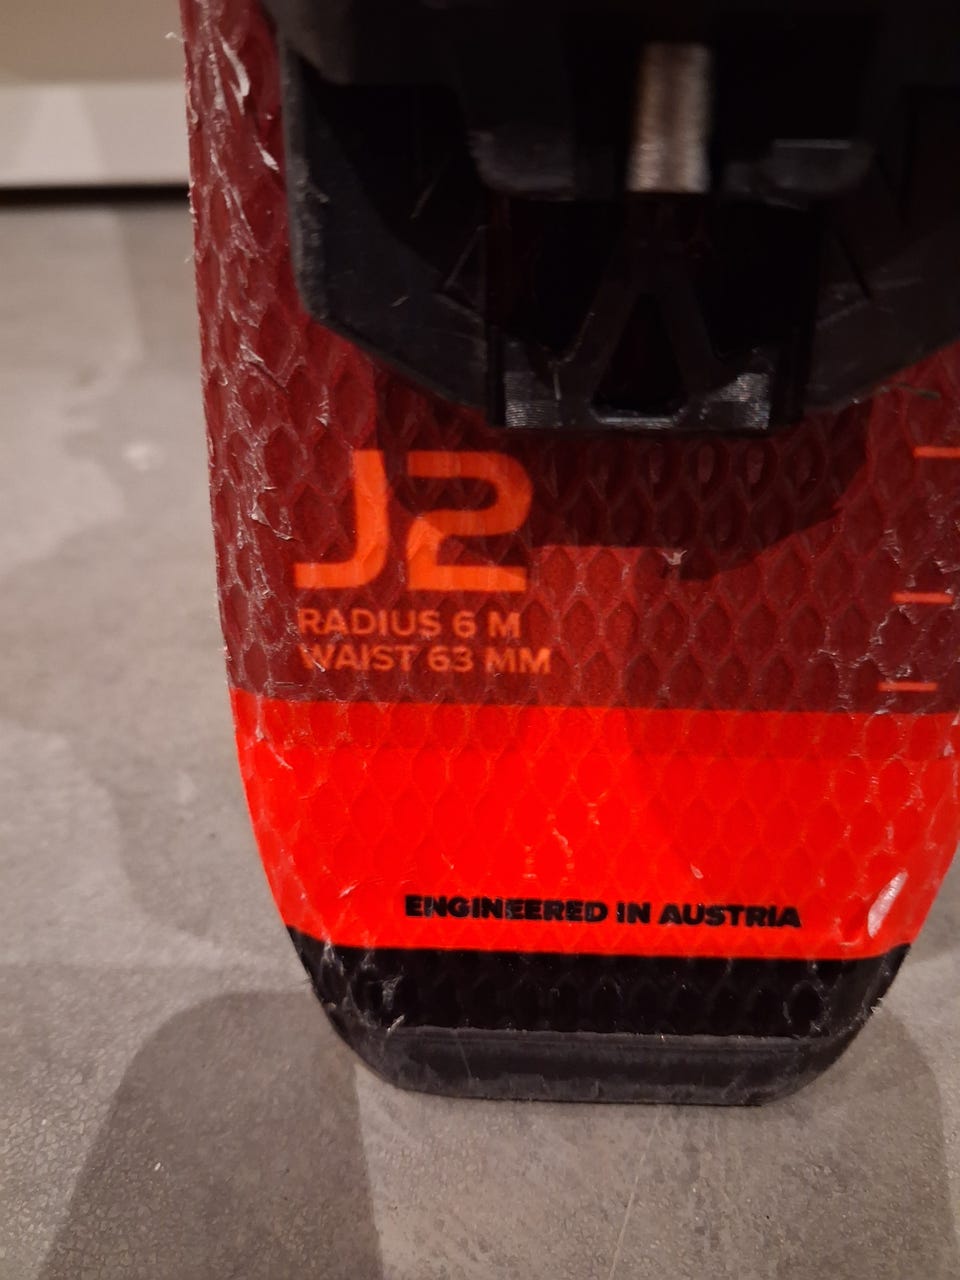 J2
RADIUS 6 M
WAIST 63 MM
ENGINEERED IN AUSTRIA